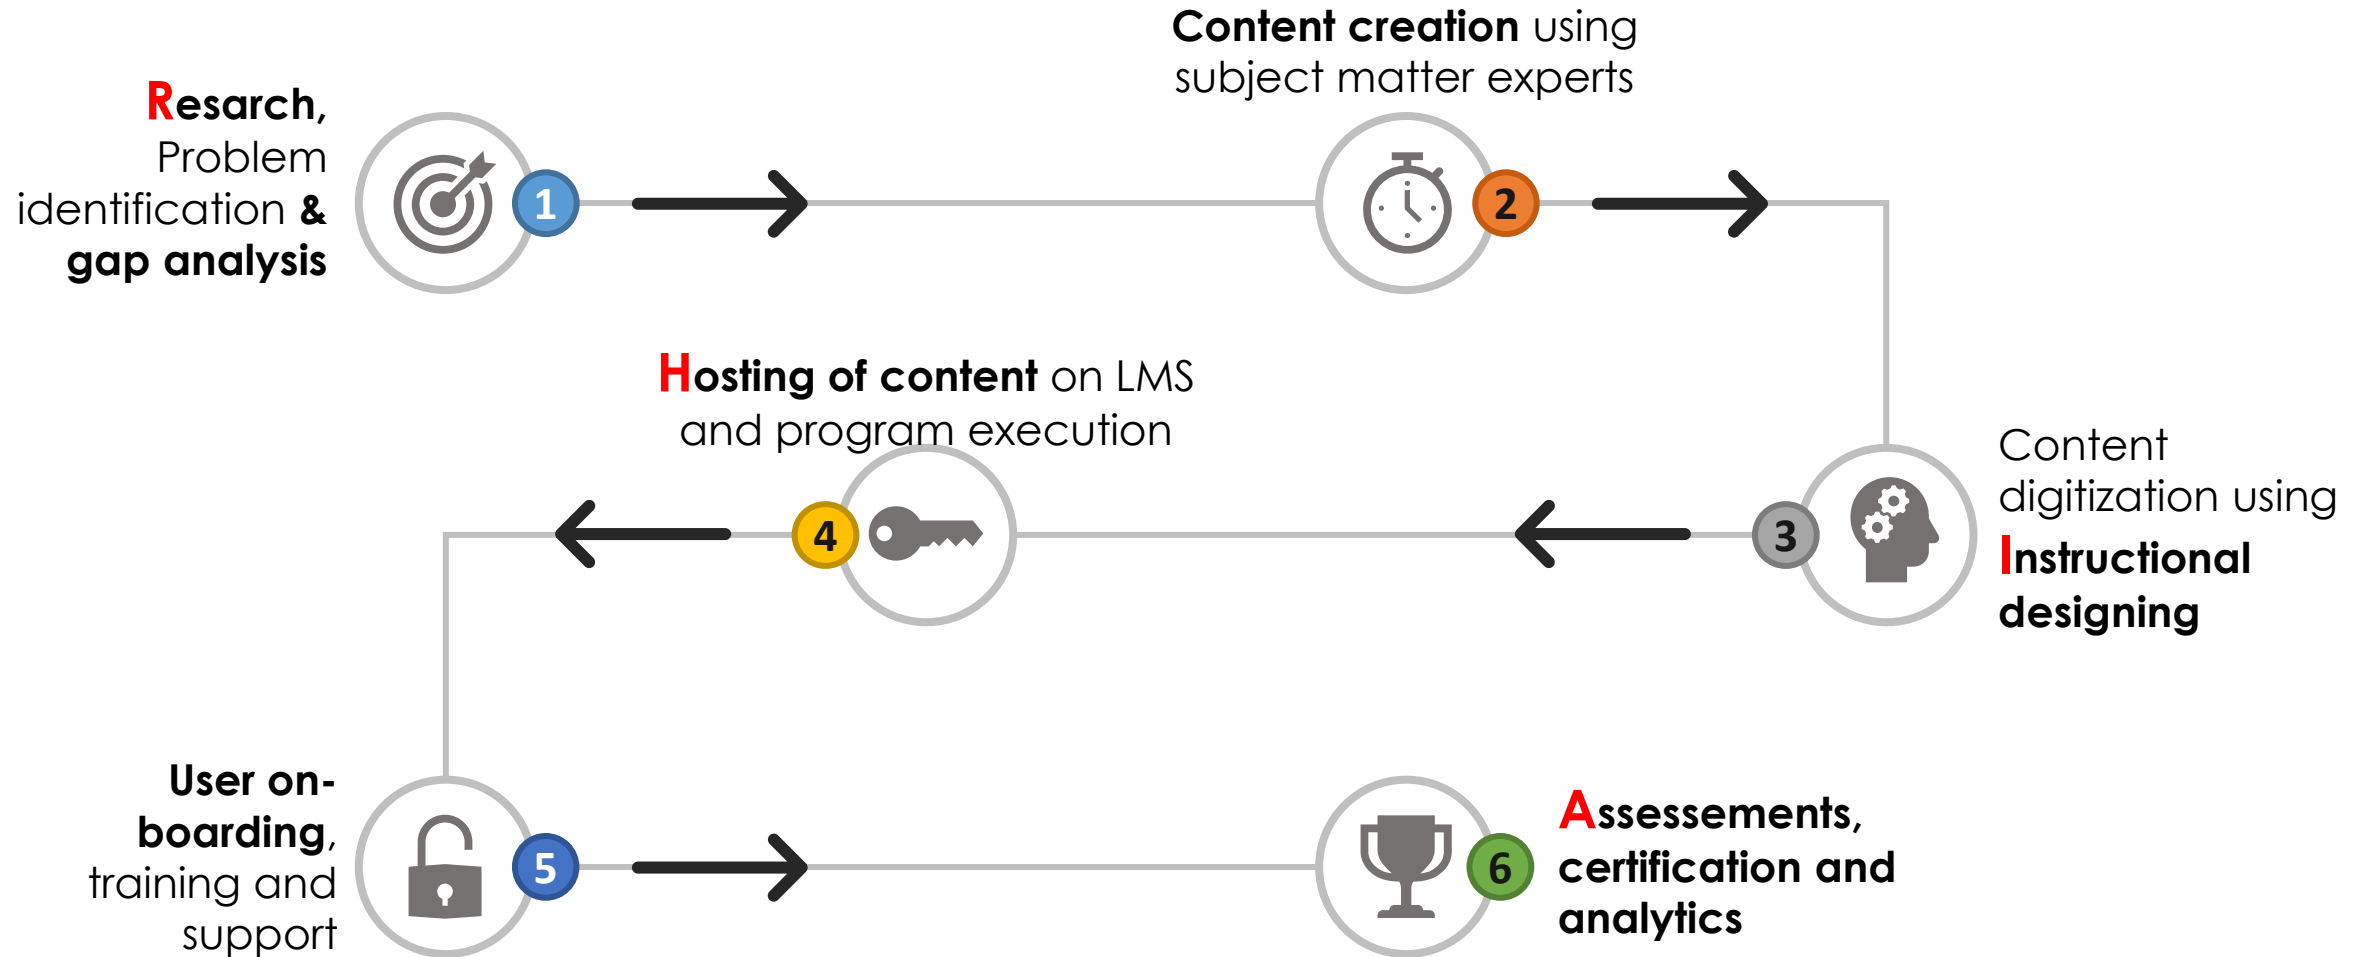 Resarch,
Problem
identification &
gap analysis
1
Content creation using
subject matter experts
2
Content
digitization using
Instructional
designing
3
Hosting of content on LMS
and program execution
4
User on-
boarding,
training and
support
5
Assessements,
certification and
analytics
6